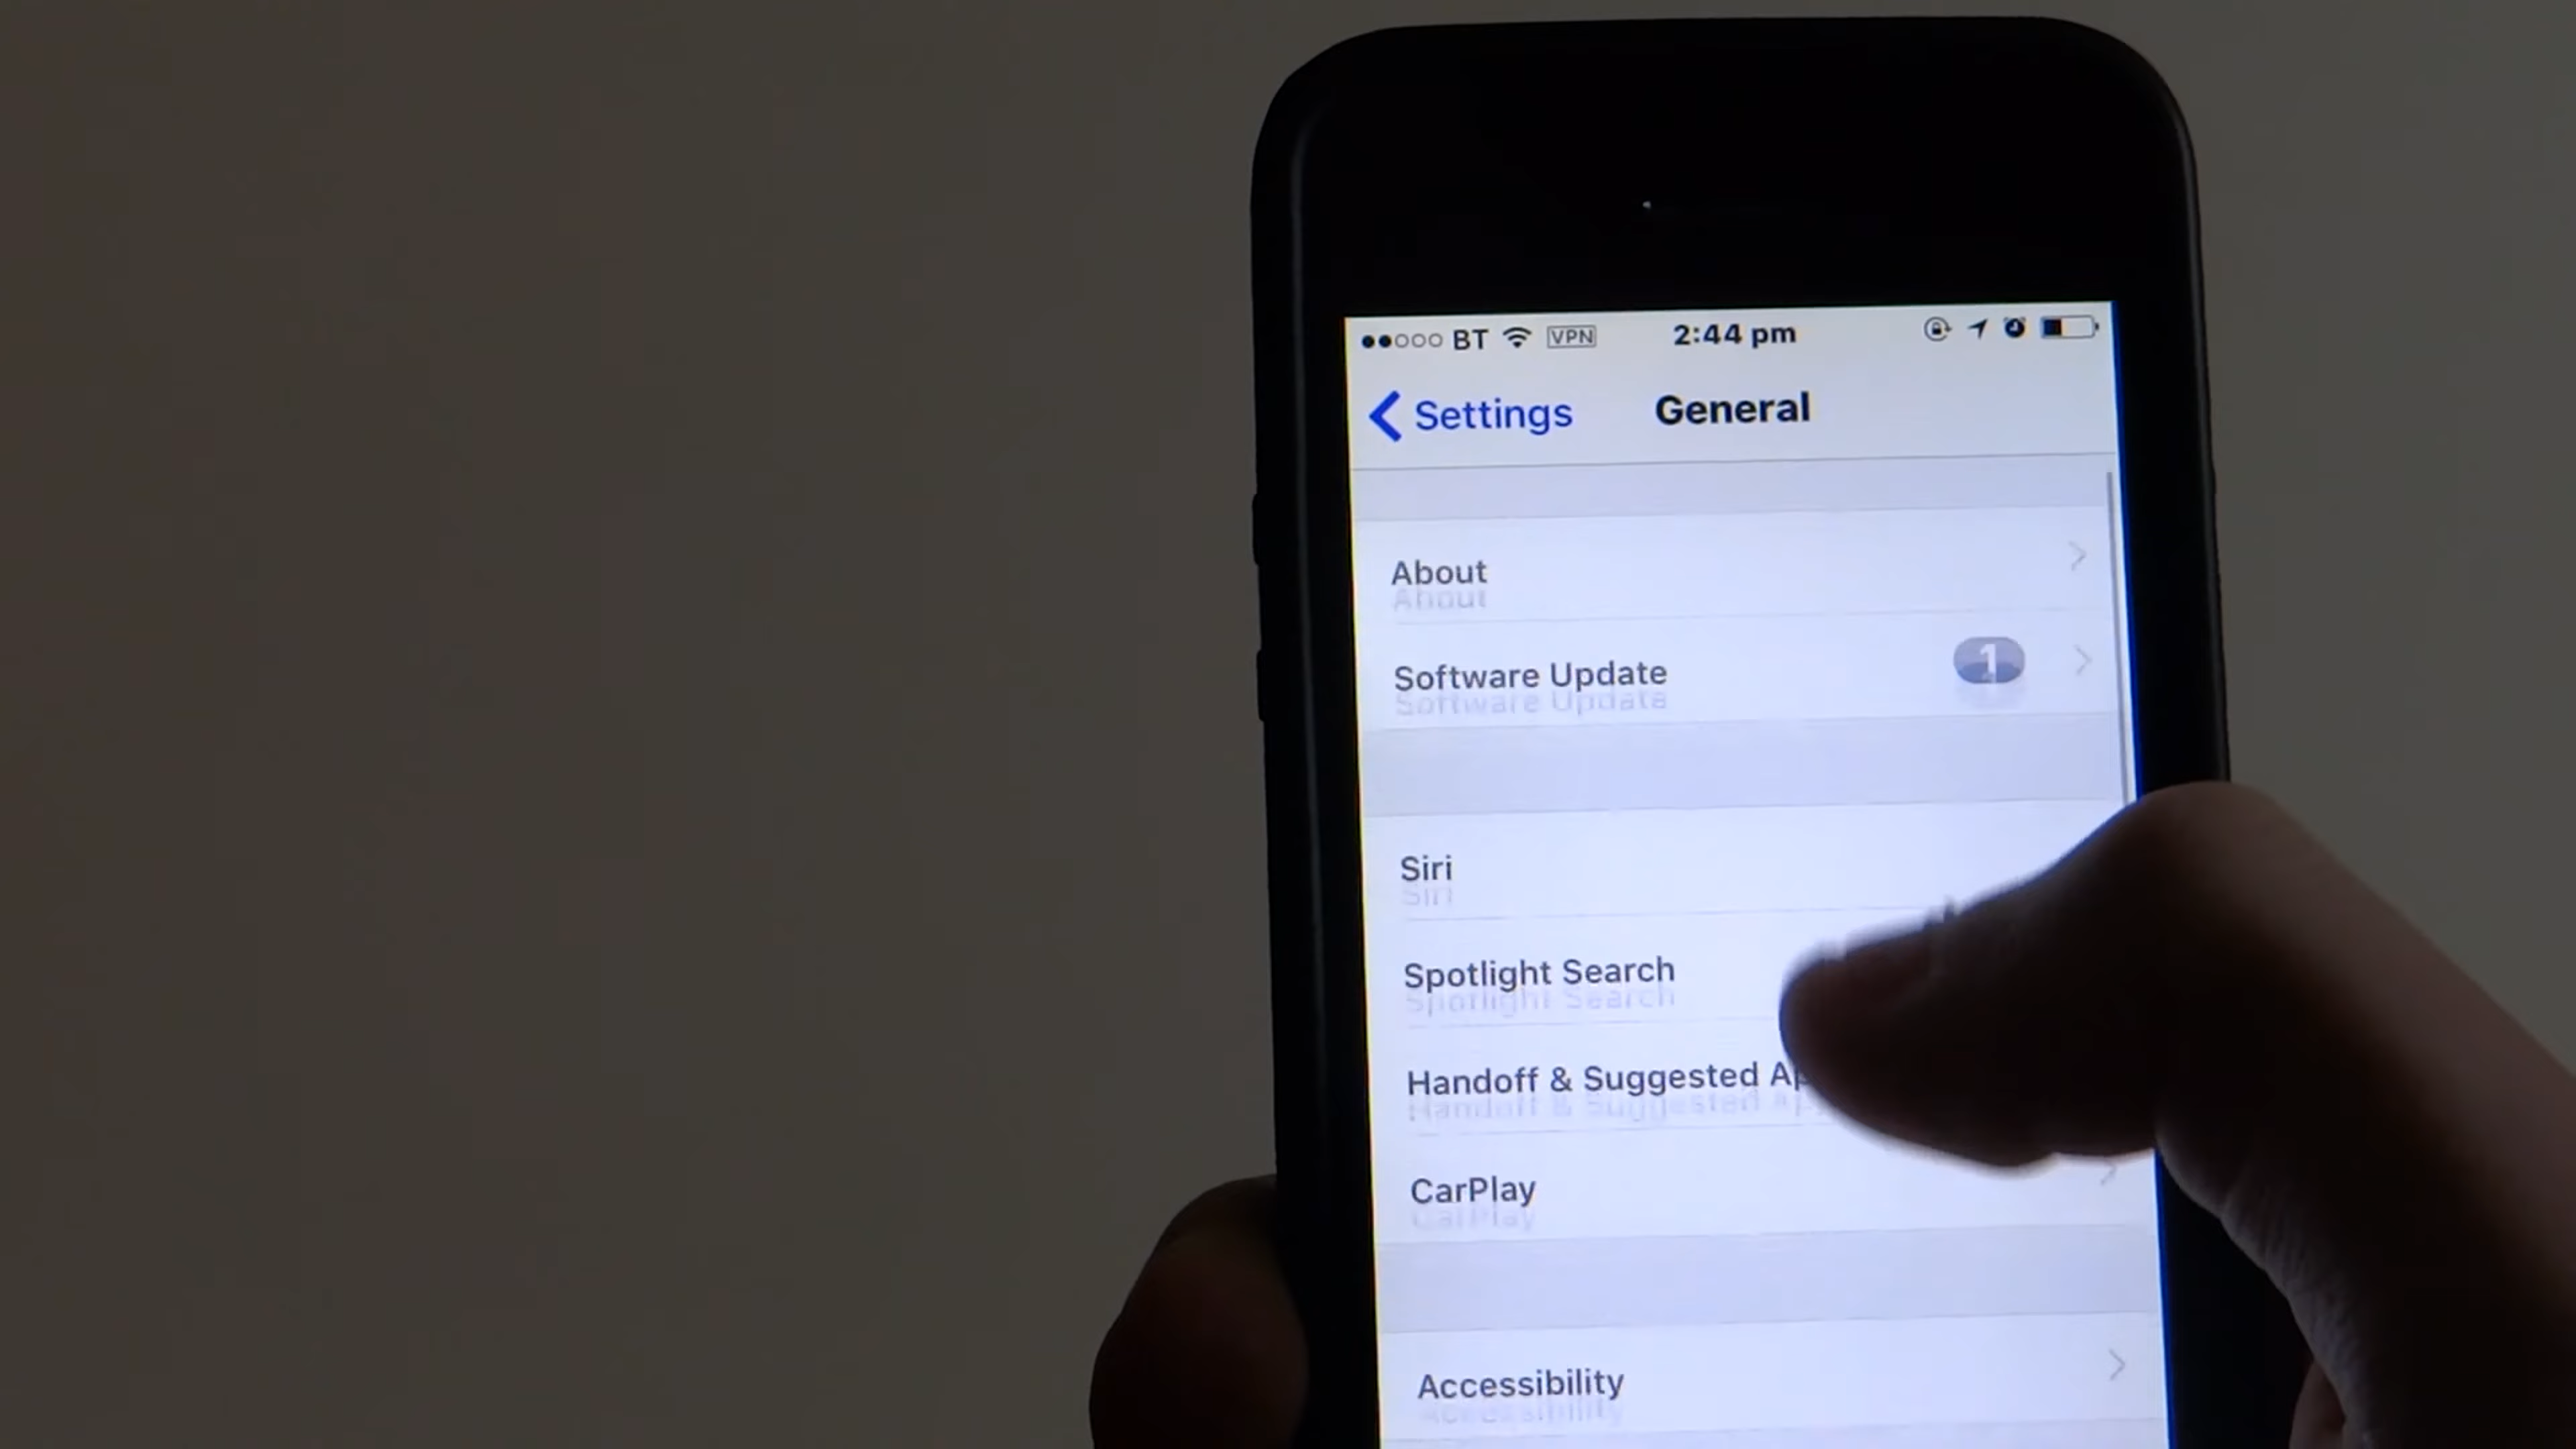 BT VPN 2:44 pm
Settings General
About
Software Update 1
Siri
Spotlight Search
Handoff & Suggested
CarPlay
Accessibility